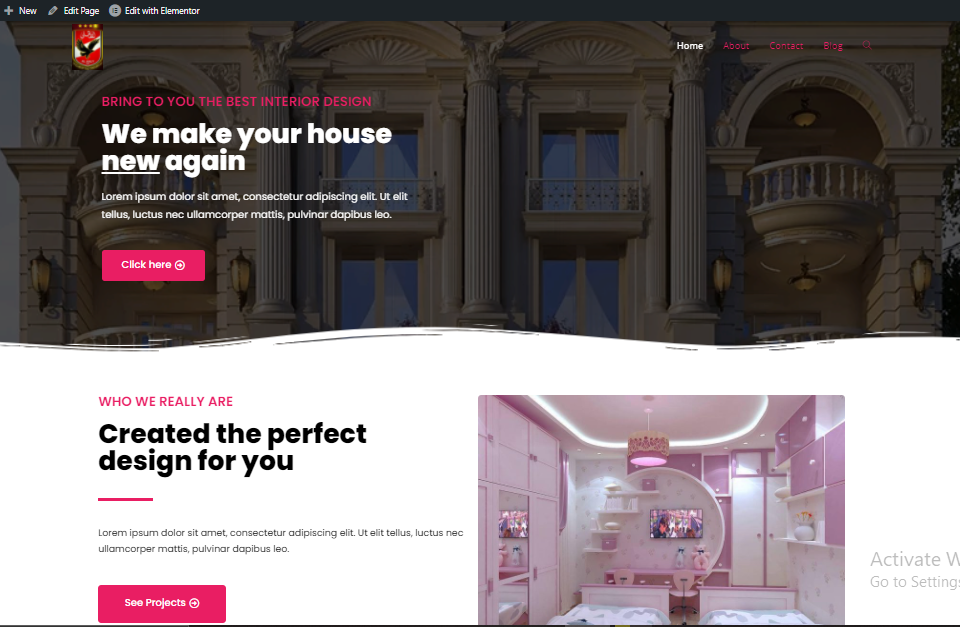 New Edit Page Edit with Elementor
Home About Contact Blog
BRING TO YOU THE BEST INTERIOR DESIGN
We make your house
new again
Lorem ipsum dolor sit amet, consectetur adipiscing elit. Ut elit
tellus, luctus nec ullamcorper mattis, pulvinar dapibus leo.
Click here
WHO WE REALLY ARE
Created the perfect
design for you
Lorem ipsum dolor sit amet, consectetur adipiscing elit. Ut elit tellus, luctus nec
ullamcorper mattis, pulvinar dapibus leo.
See Projects
Activate W
Go to Settings